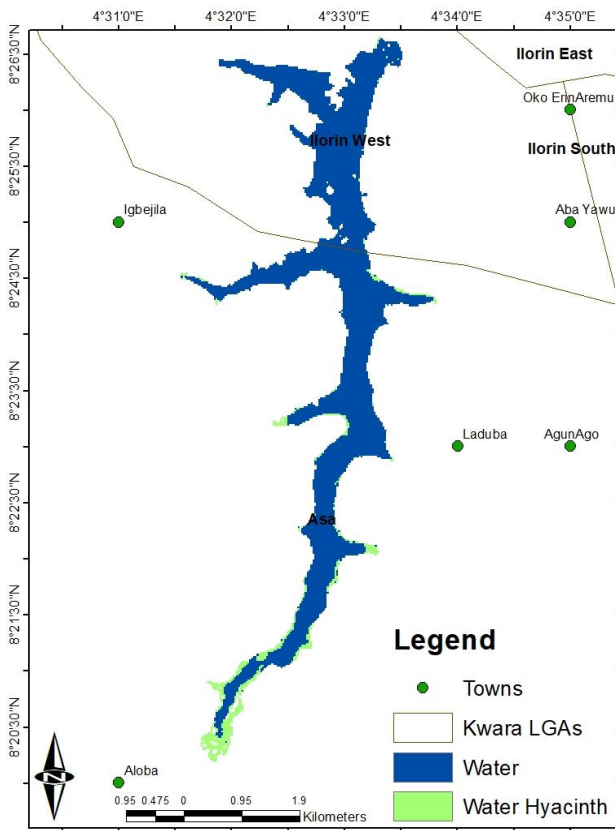 4°31'0"E 4°32'0"E 4°33'0"E 4°34'0"E 4°35'0"E
8°26'30"N
8°25'30"N
8°24'30"N
8°23'30"N
8°22'30"N
8°21'30"N
8°20'30"N
Ilorin East
Oko ErinAremu
Ilorin West
Ilorin South
Igbejila
Aba Yawu
Laduba
AgunAgo
Asa
Aloba
N
0.95 0.475 0 0.95 1.9
Kilometers
Legend
Towns
Kwara LGAs
Water
Water Hyacinth